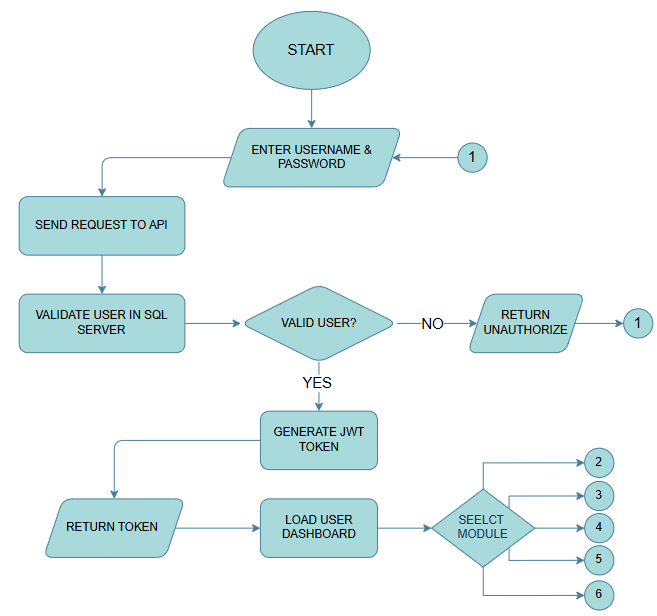 START
ENTER USERNAME &
PASSWORD
1
SEND REQUEST TO API
VALIDATE USER IN SQL
SERVER
VALID USER?
NO
RETURN
UNAUTHORIZE
1
YES
GENERATE JWT
TOKEN
RETURN TOKEN
LOAD USER
DASHBOARD
SEELCT
MODULE
2
3
4
5
6